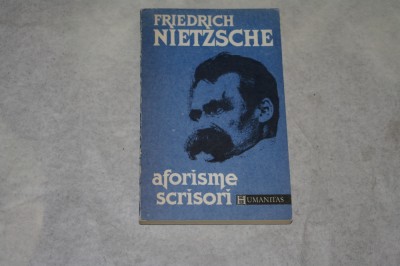 FRIEDRICH
NIETZSCHE
aforisme
scrisori
HUMANITAS